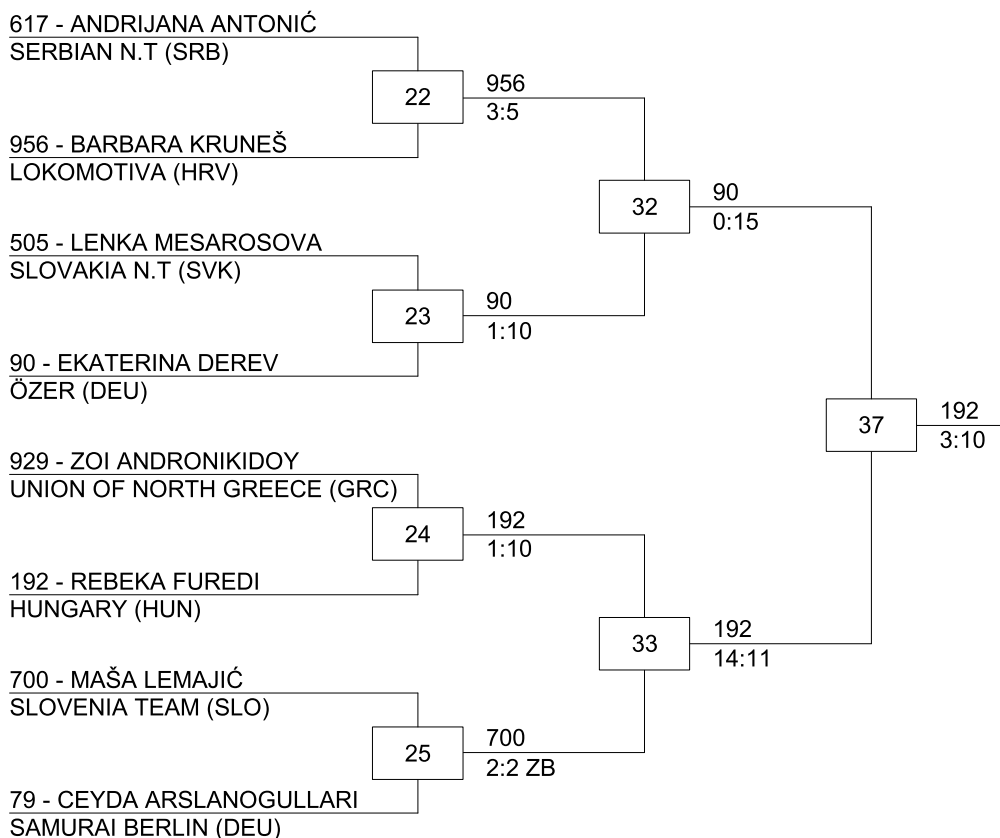 617 - ANDRIJANA ANTONIĆ
SERBIAN N.T (SRB)
22
956
3:5
956 - BARBARA KRUNEŠ
LOKOMOTIVA (HRV)
32
90
0:15
505 - LENKA MESAROSOVA
SLOVAKIA N.T (SVK)
23
90
1:10
90 - EKATERINA DEREV
ÖZER (DEU)
37
192
3:10
929 - ZOI ANDRONIKIDOY
UNION OF NORTH GREECE (GRC)
24
192
1:10
192 - REBEKA FUREDI
HUNGARY (HUN)
33
192
14:11
700 - MAŠA LEMAJIĆ
SLOVENIA TEAM (SLO)
25
700
2:2 ZB
79 - CEYDA ARSLANOGULLARI
SAMURAI BERLIN (DEU)